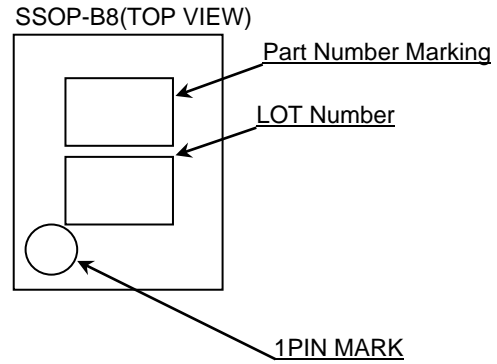 SSOP-B8(TOP VIEW)
Part Number Marking
LOT Number
1PIN MARK